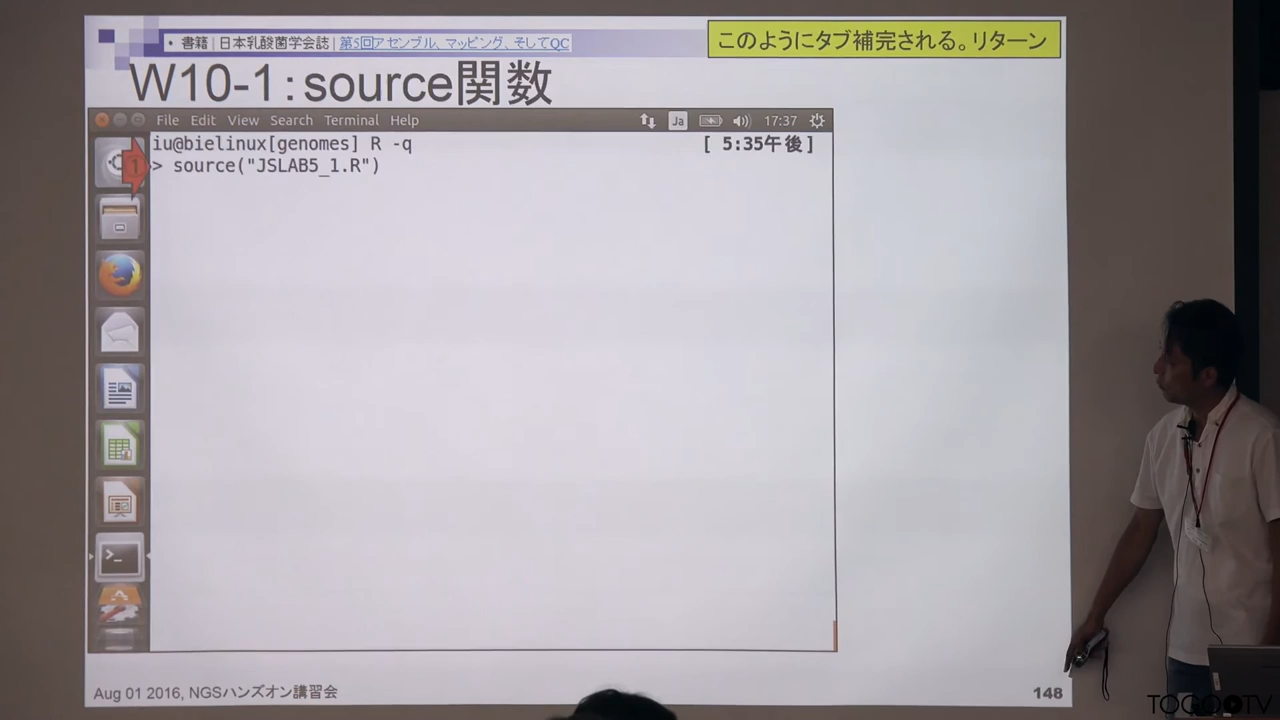 ・ 書籍 | 日本乳酸菌学会誌 | 第5回アセンブル、マッピング、そしてQC
このようにタブ補完される。リターン
W10-1：source関数
File Edit View Search Terminal Help
Ja
17:37
iu@bielinux[genomes] R -q
[ 5:35午後]
1
> source("JSLAB5_1.R")
Aug 01 2016, NGSハンズオン講習会
148
TOGOTV